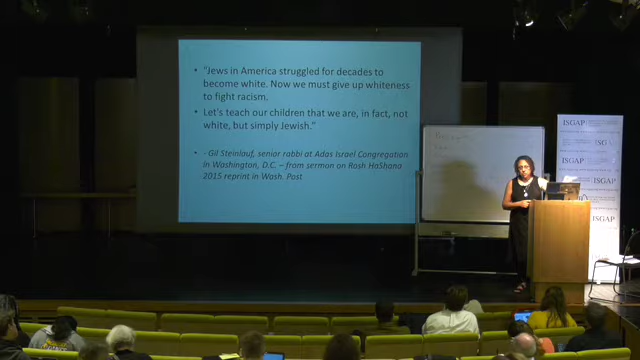 • “Jews in America struggled for decades to
become white. Now we must give up whiteness
to fight racism.
• Let’s teach our children that we are, in fact, not
white, but simply Jewish.”
• - Gil Steinlauf, senior rabbi at Adas Israel Congregation
in Washington, D.C. – from sermon on Rosh HaShana
2015 reprint in Wash. Post
ISGAP
ISGAP
ISGAP
ISGAP
ISGAP